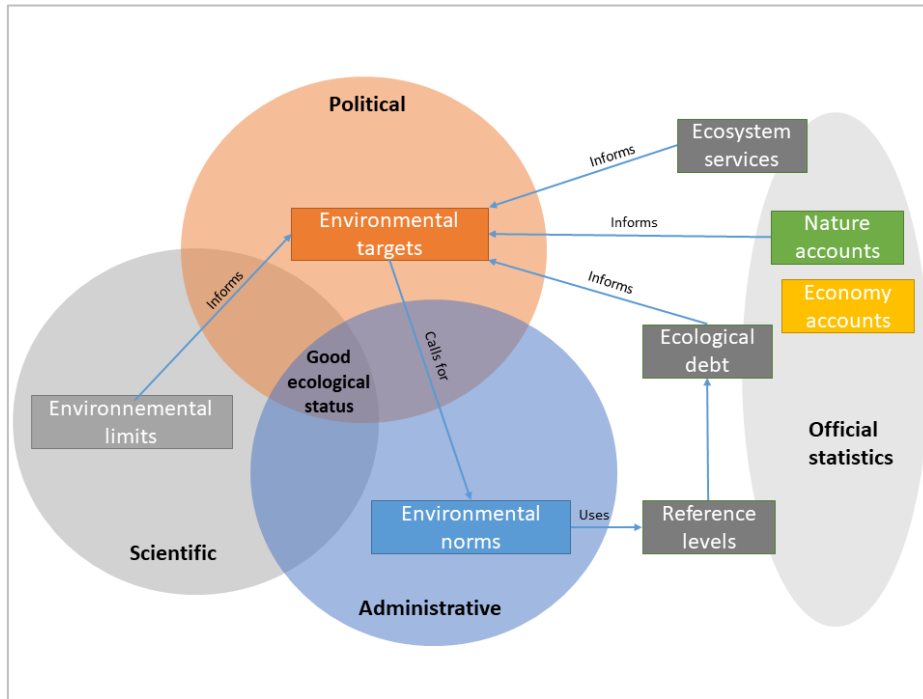 Political
Ecosystem
services
Informs
Environmental
targets
Informs
Nature
accounts
Informs
Informs
Economy
accounts
Calls for
Ecological
debt
Good
ecological
status
Environnemental
limits
Official
statistics
Environmental
norms
Uses
Reference
levels
Scientific
Administrative